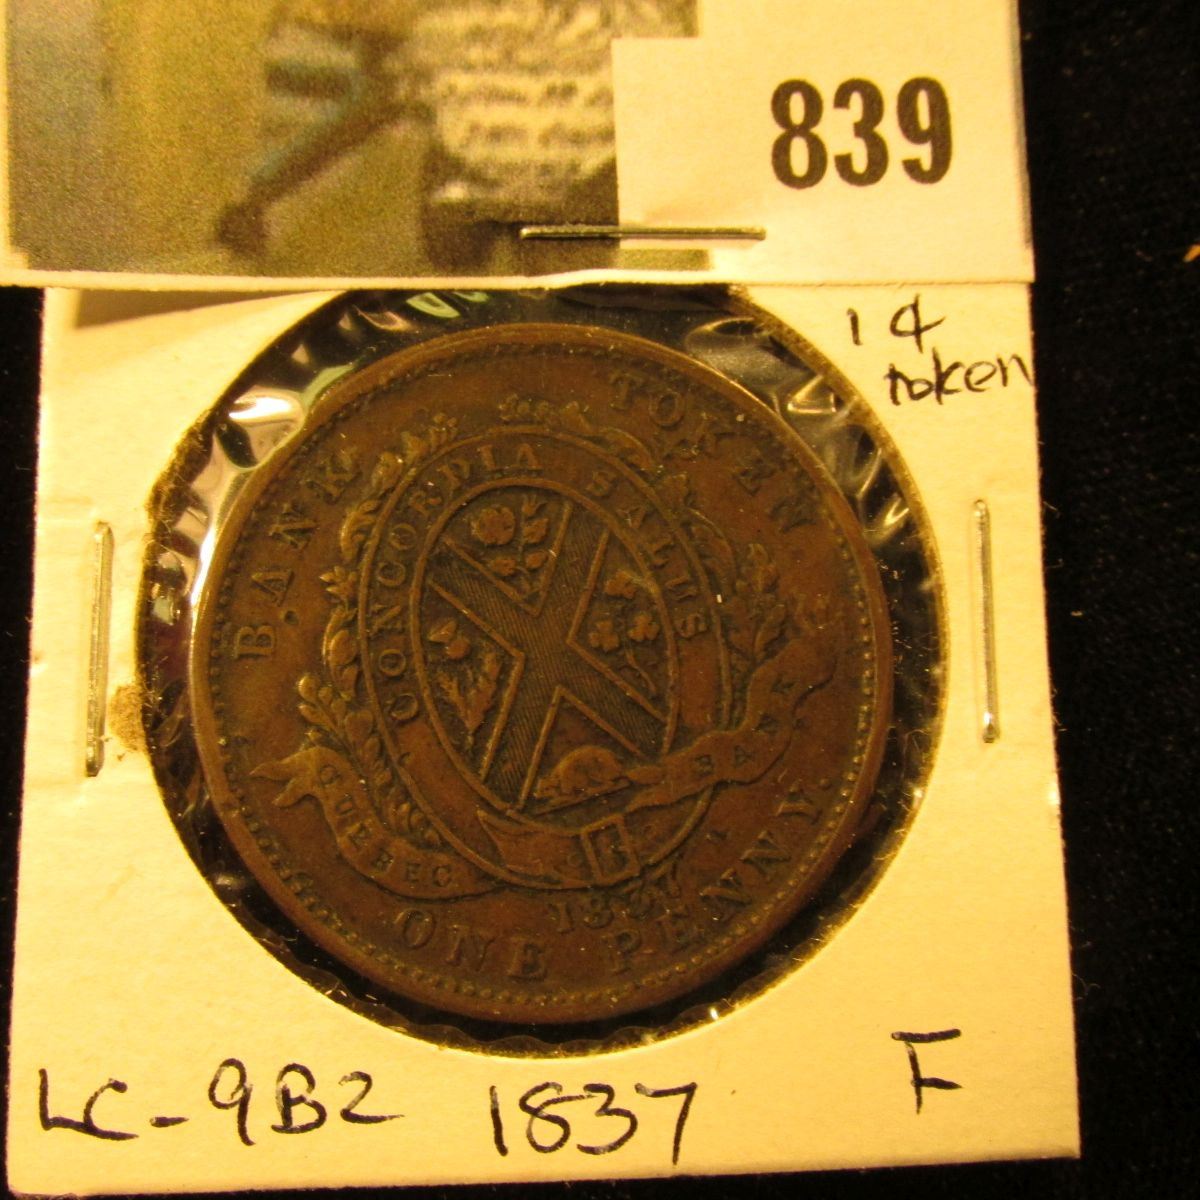 839
1¢
token
BANK TOKEN
CONCORDIA SALUS
QUEBEC BANK
1837
ONE PENNY.
LC-9B2 1837 F